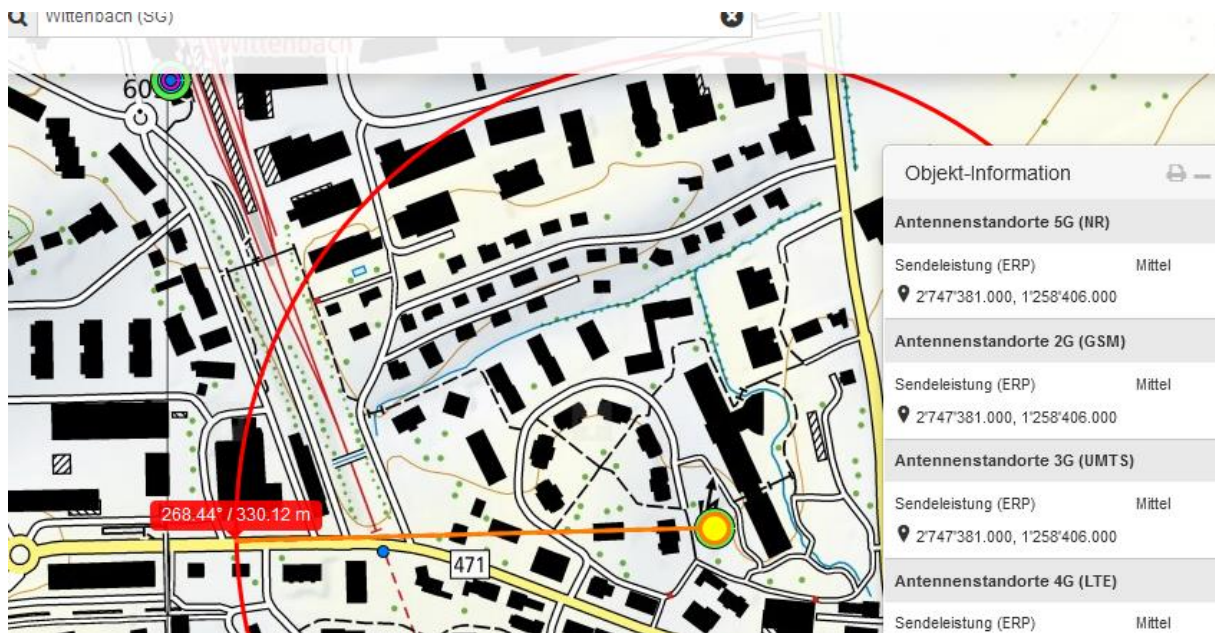 Wittenbach (SG)
Wittenbach
Objekt-Information
Antennenstandorte 5G (NR)
Sendeleistung (ERP) Mittel
2'747'381.000, 1'258'406.000
Antennenstandorte 2G (GSM)
Sendeleistung (ERP) Mittel
2'747'381.000, 1'258'406.000
Antennenstandorte 3G (UMTS)
Sendeleistung (ERP) Mittel
2'747'381.000, 1'258'406.000
Antennenstandorte 4G (LTE)
Sendeleistung (ERP) Mittel
268.44° / 330.12 m
471